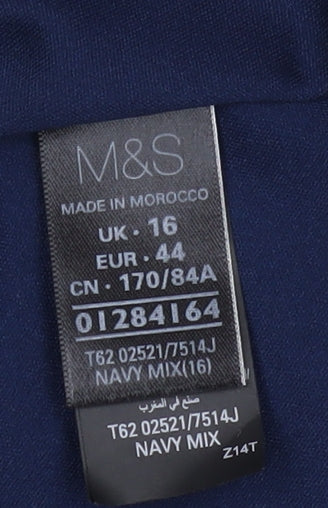 M&S
MADE IN MOROCCO
UK • 16
EUR • 44
CN • 170/84A
01284164
T62 02521/7514J
NAVY MIX(16)
صنع في المغرب
T62 02521/7514J
NAVY MIX
Z14T